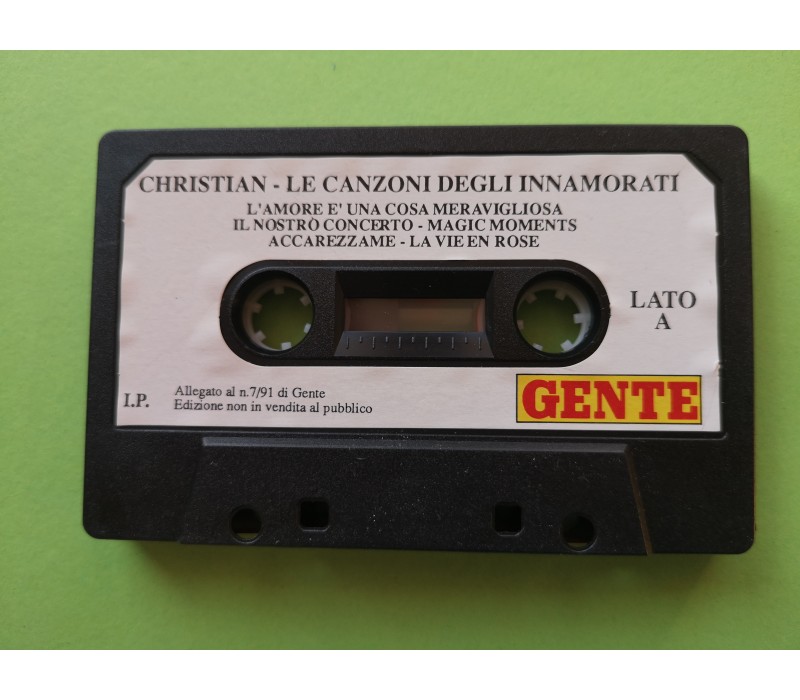 CHRISTIAN - LE CANZONI DEGLI INNAMORATI
L'AMORE E' UNA COSA MERAVIGLIOSA
IL NOSTRO CONCERTO - MAGIC MOMENTS
ACCAREZZAME - LA VIE EN ROSE
LATO
A
I.P.
Allegato al n.7/91 di Gente
Edizione non in vendita al pubblico
GENTE